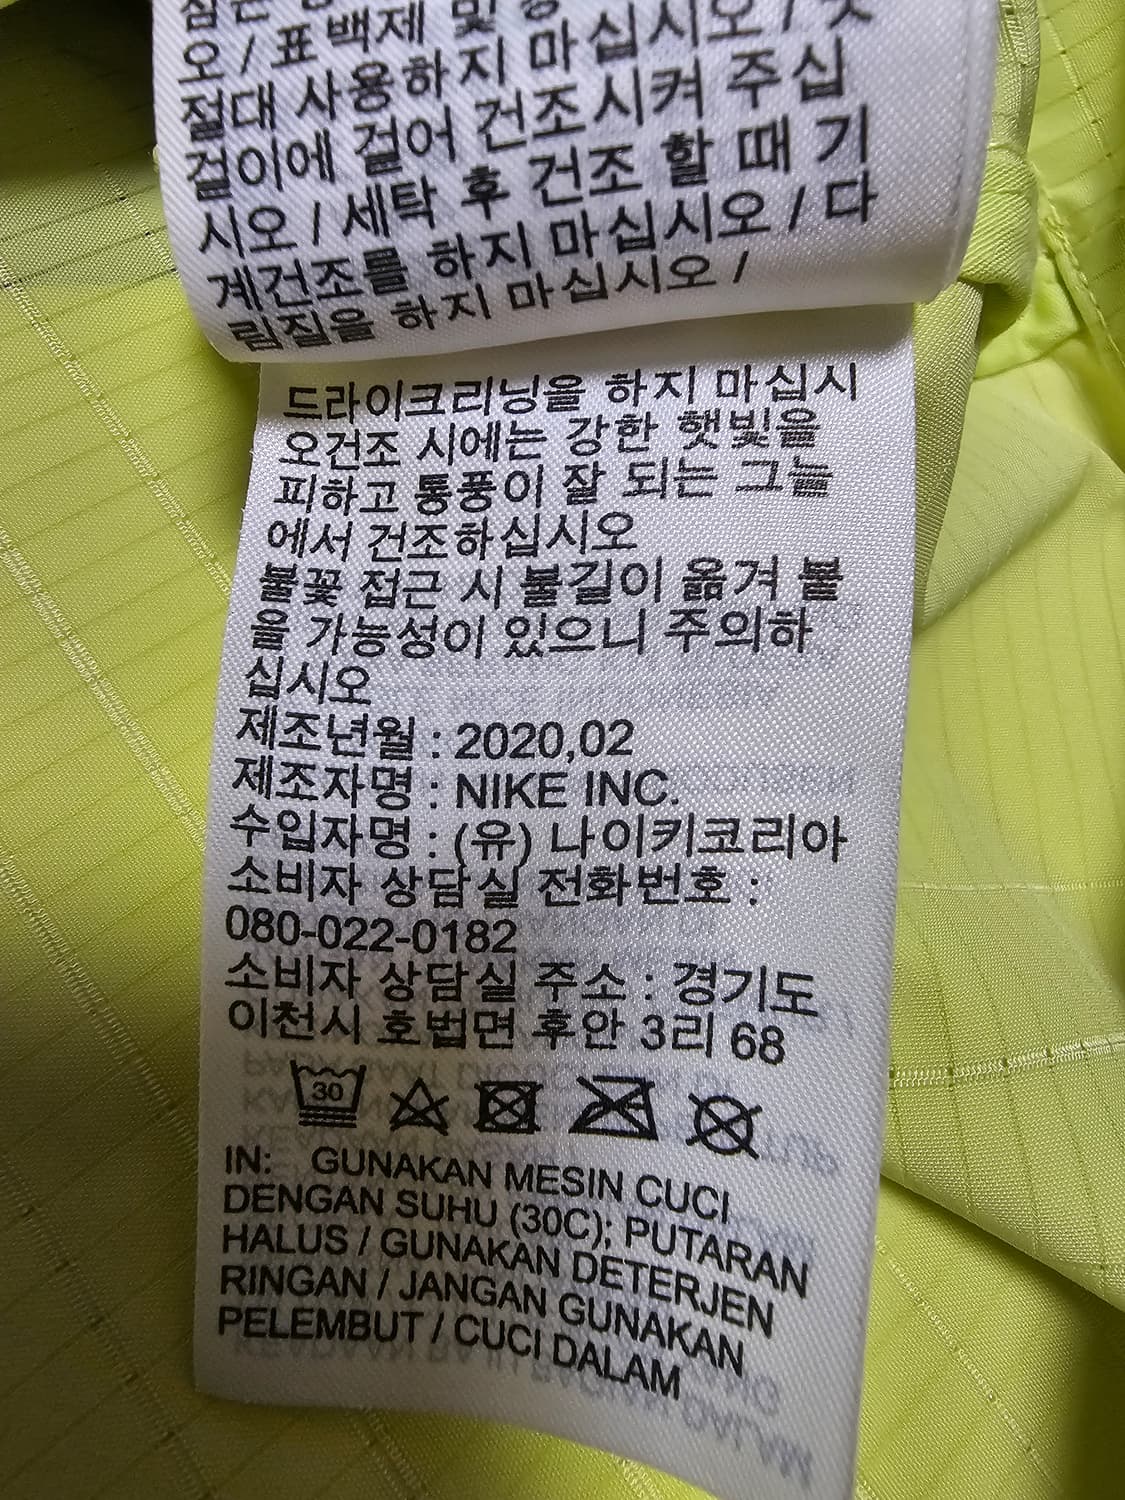 오 / 표백제 및
절대 사용하지 마십시오 /
걸이에 걸어 건조시켜 주십
시오 / 세탁 후 건조 할 때 기
계건조를 하지 마십시오 / 다
림질을 하지 마십시오 /
드라이크리닝을 하지 마십시
오건조 시에는 강한 햇빛을
피하고 통풍이 잘 되는 그늘
에서 건조하십시오
불꽃 접근 시 불길이 옮겨 붙
을 가능성이 있으니 주의하
십시오
제조년월 : 2020,02
제조자명 : NIKE INC.
수입자명 : (유) 나이키코리아
소비자 상담실 전화번호 :
080-022-0182
소비자 상담실 주소 : 경기도
이천시 호법면 후안 3리 68
30
IN: GUNAKAN MESIN CUCI
DENGAN SUHU (30C); PUTARAN
HALUS / GUNAKAN DETERJEN
RINGAN / JANGAN GUNAKAN
PELEMBUT / CUCI DALAM